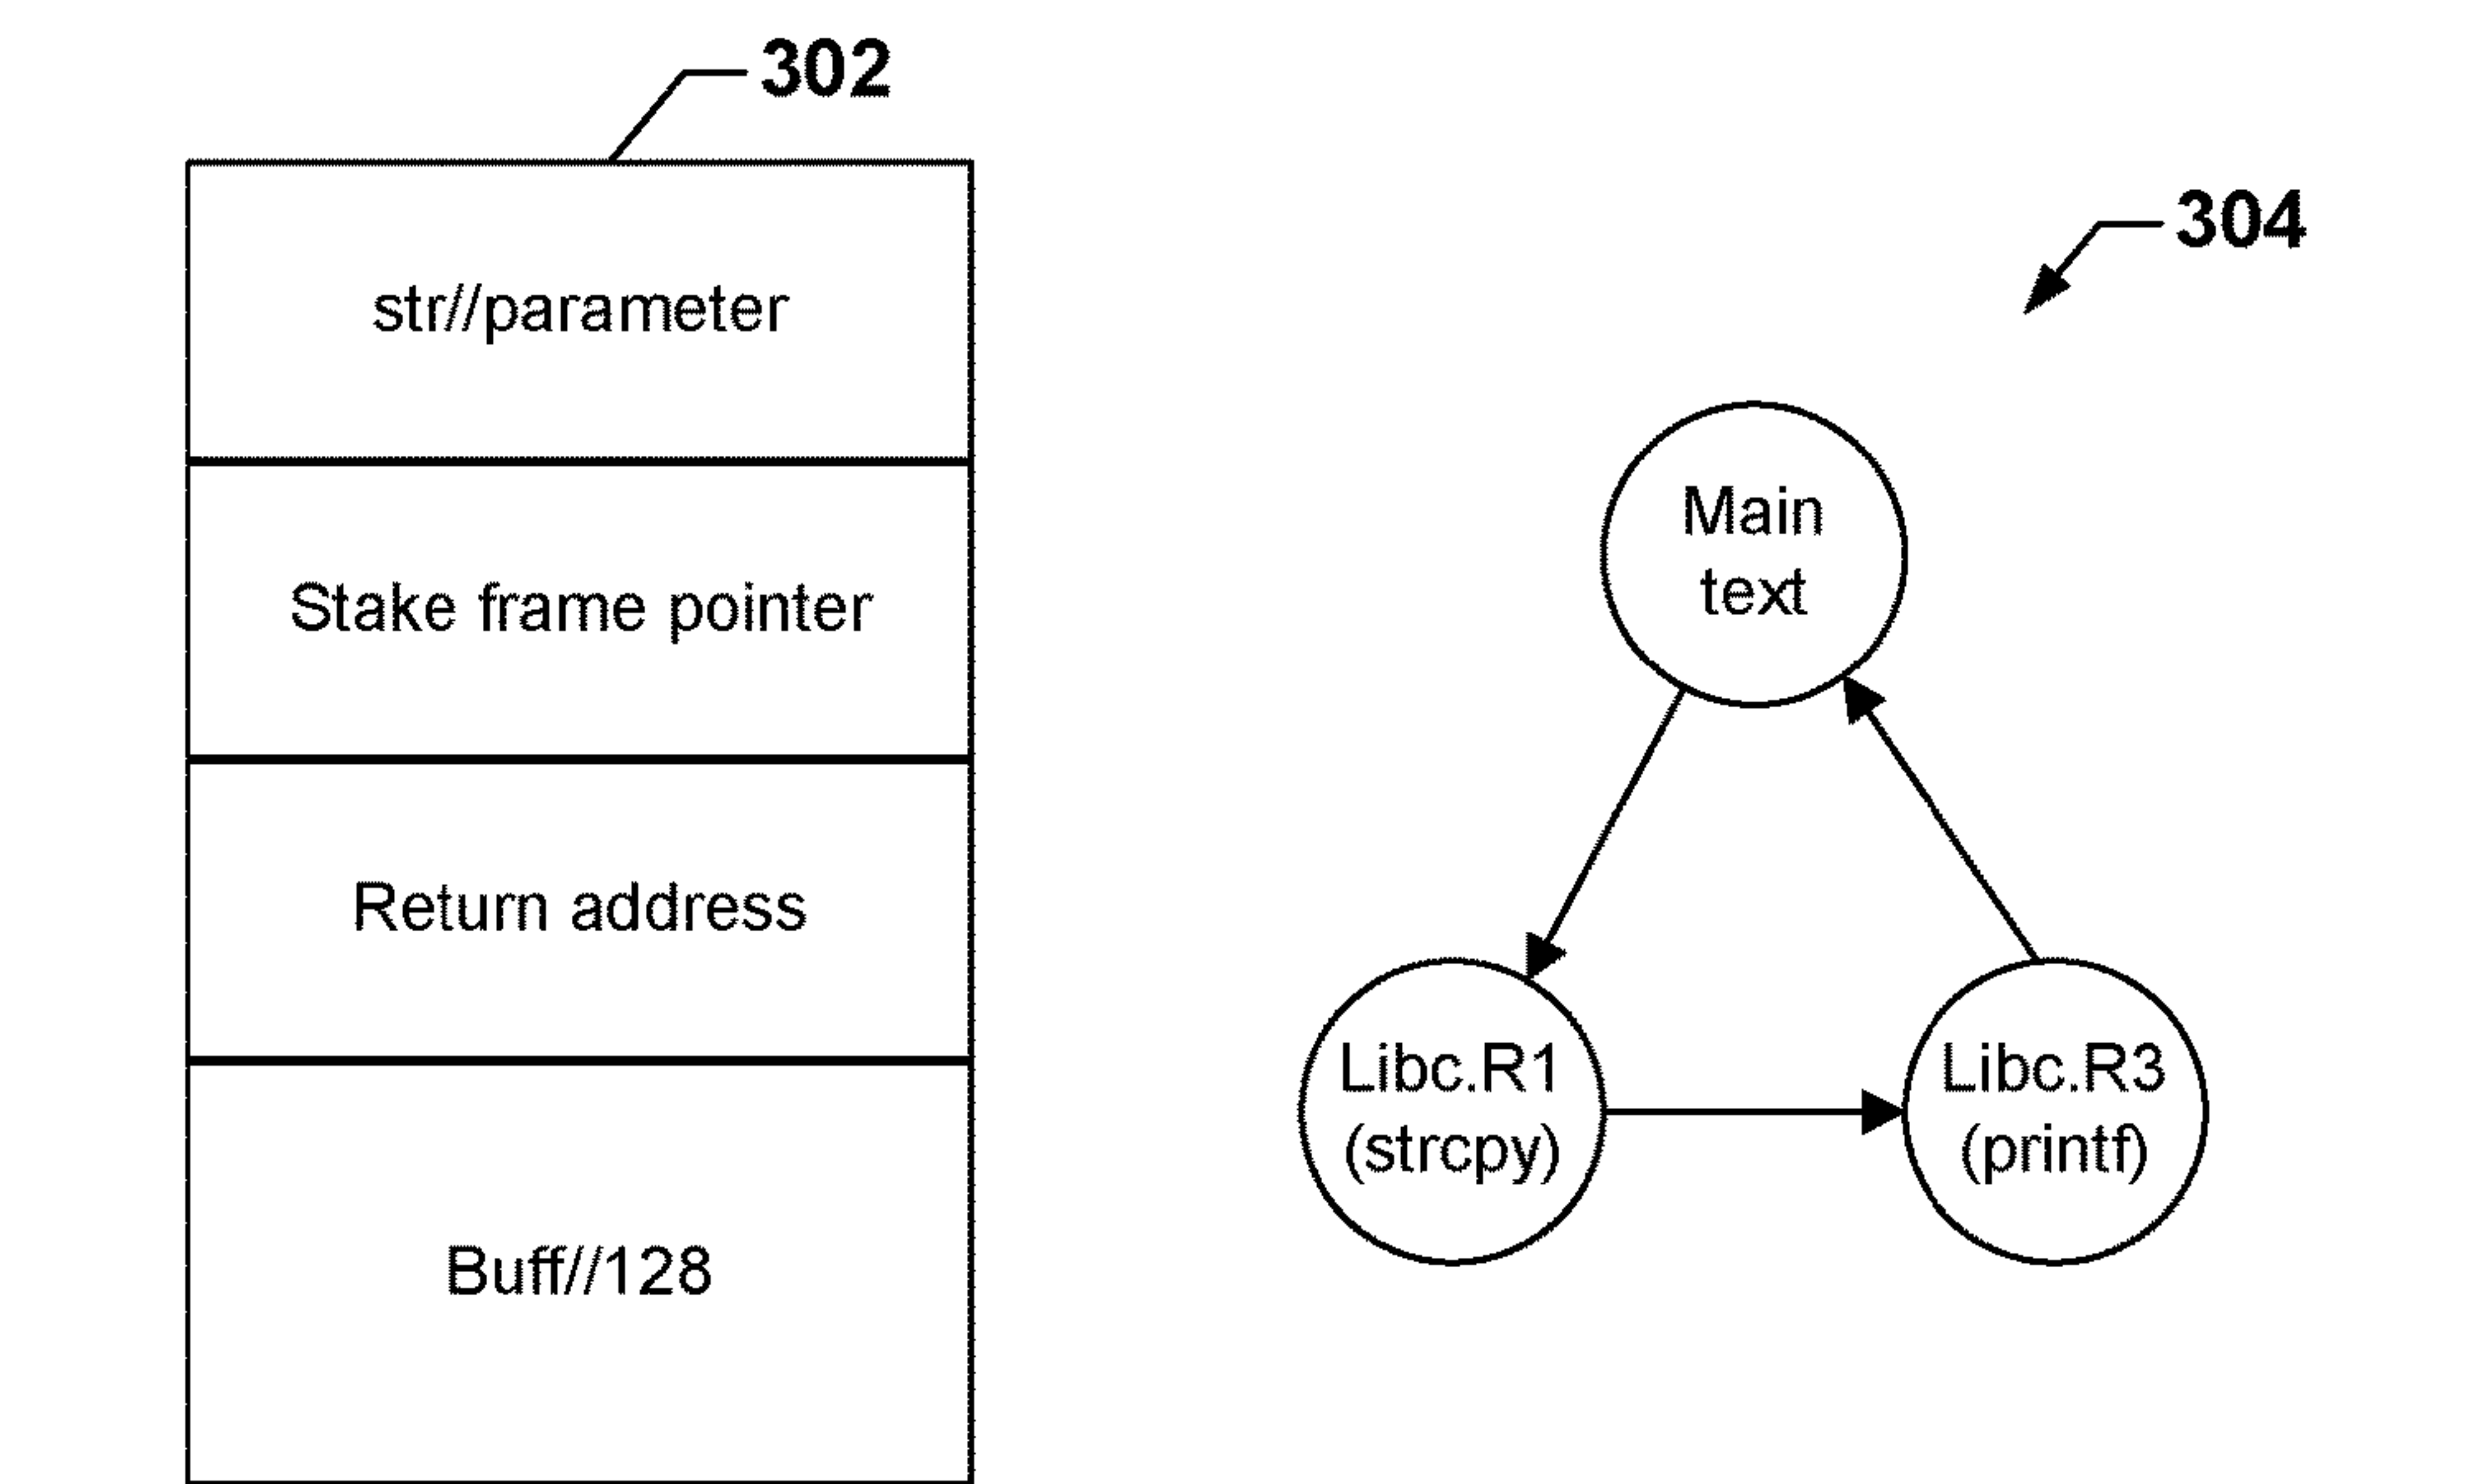 302
str//parameter
Stake frame pointer
Return address
Buff//128
304
Main
text
Libc.R1
(strcpy)
Libc.R3
(printf)